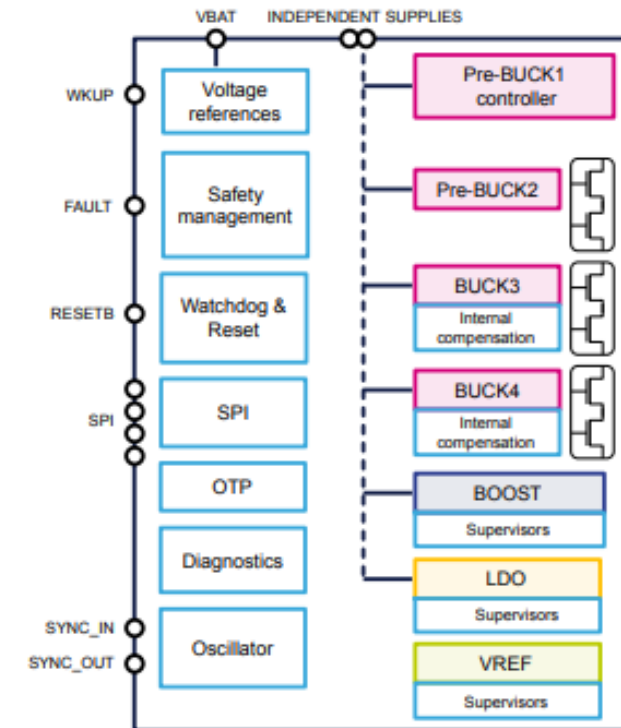 VBAT
INDEPENDENT SUPPLIES
WKUP
Voltage
references
Pre-BUCK1
controller
FAULT
Safety
management
Pre-BUCK2
RESETB
Watchdog &
Reset
BUCK3
Internal
compensation
SPI
SPI
BUCK4
Internal
compensation
OTP
BOOST
Supervisors
Diagnostics
LDO
Supervisors
SYNC_IN
SYNC_OUT
Oscillator
VREF
Supervisors